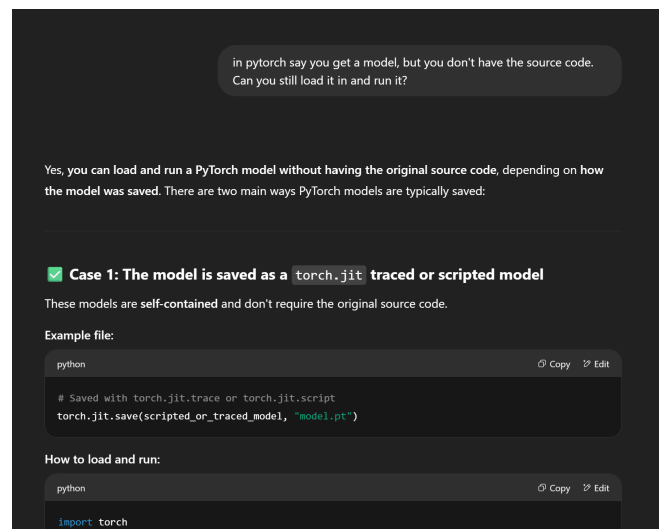 in pytorch say you get a model, but you don't have the source code.
Can you still load it in and run it?
Yes, you can load and run a PyTorch model without having the original source code, depending on how
the model was saved. There are two main ways PyTorch models are typically saved:
✅ Case 1: The model is saved as a torch.jit traced or scripted model
These models are self-contained and don't require the original source code.
Example file:
python Copy Edit
# Saved with torch.jit.trace or torch.jit.script
torch.jit.save(scripted_or_traced_model, "model.pt")
How to load and run:
python Copy Edit
import torch